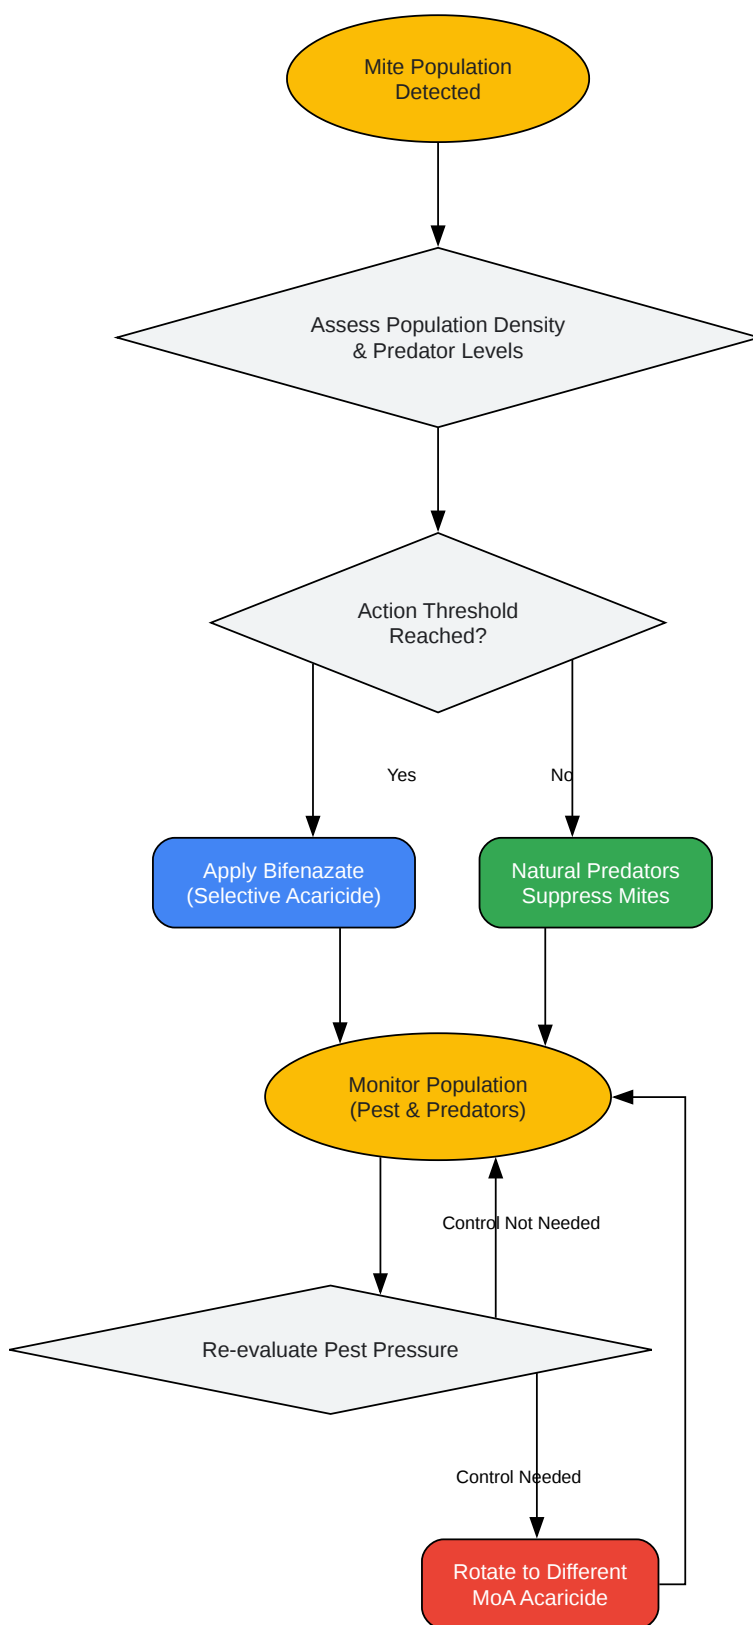 Mite Population
Detected
Assess Population Density
& Predator Levels
Action Threshold
Reached?
Yes
No
Apply Bifenazate
(Selective Acaricide)
Natural Predators
Suppress Mites
Monitor Population
(Pest & Predators)
Control Not Needed
Re-evaluate Pest Pressure
Control Needed
Rotate to Different
MoA Acaricide